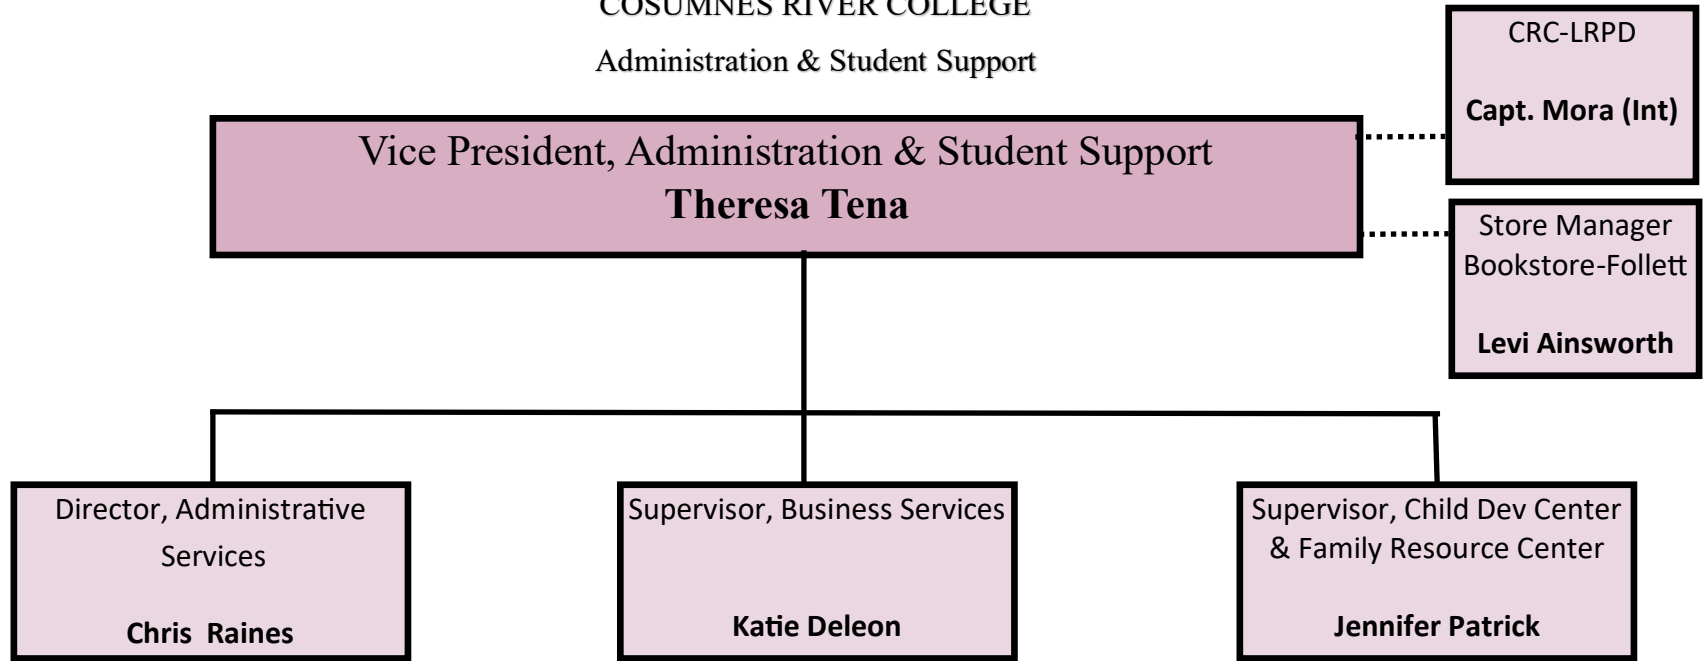 COSUMNES RIVER COLLEGE
Administration & Student Support
CRC-LRPD
Capt. Mora (Int)
Vice President, Administration & Student Support
Theresa Tena
Store Manager
Bookstore-Follett
Levi Ainsworth
Director, Administrative
Services
Chris  Raines
Supervisor, Business Services
Katie Deleon
Supervisor, Child Dev Center
& Family Resource Center
Jennifer Patrick